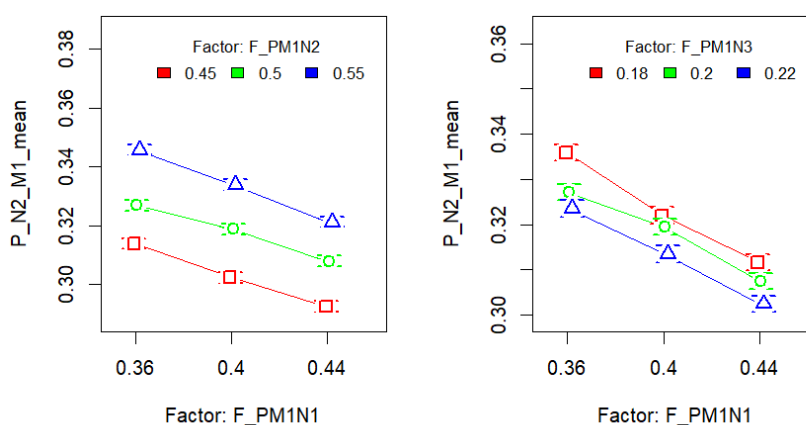 Factor: F_PM1N2
0.45 0.5 0.55
P_N2_M1_mean
0.38
0.36
0.34
0.32
0.30
0.36 0.4 0.44
Factor: F_PM1N1
Factor: F_PM1N3
0.18 0.2 0.22
P_N2_M1_mean
0.36
0.34
0.32
0.30
0.36 0.4 0.44
Factor: F_PM1N1